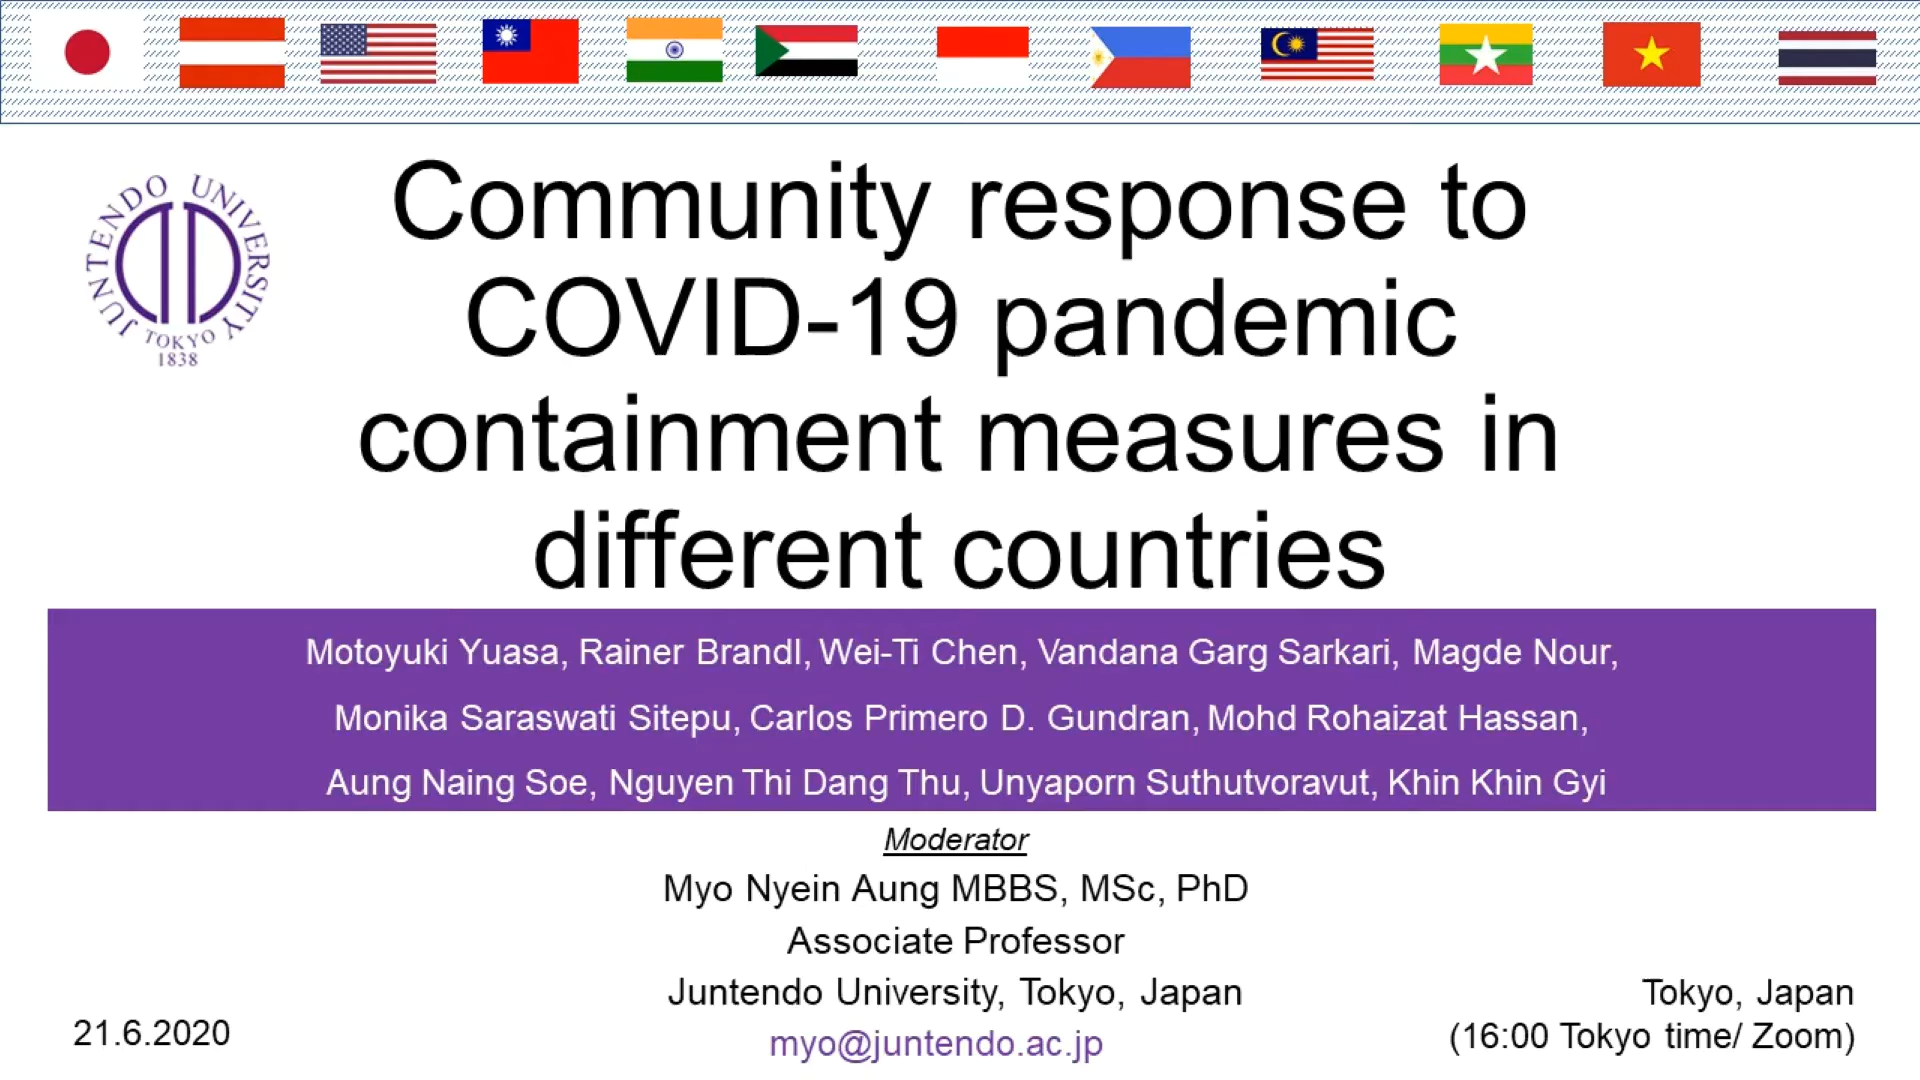 JUNTENDO UNIVERSITY
TOKYO
1838
Community response to
COVID-19 pandemic
containment measures in
different countries
Motoyuki Yuasa, Rainer Brandl, Wei-Ti Chen, Vandana Garg Sarkari, Magde Nour,
Monika Saraswati Sitepu, Carlos Primero D. Gundran, Mohd Rohaizat Hassan,
Aung Naing Soe, Nguyen Thi Dang Thu, Unyaporn Suthutvoravut, Khin Khin Gyi
Moderator
Myo Nyein Aung MBBS, MSc, PhD
Associate Professor
Juntendo University, Tokyo, Japan
myo@juntendo.ac.jp
21.6.2020
Tokyo, Japan
(16:00 Tokyo time/ Zoom)